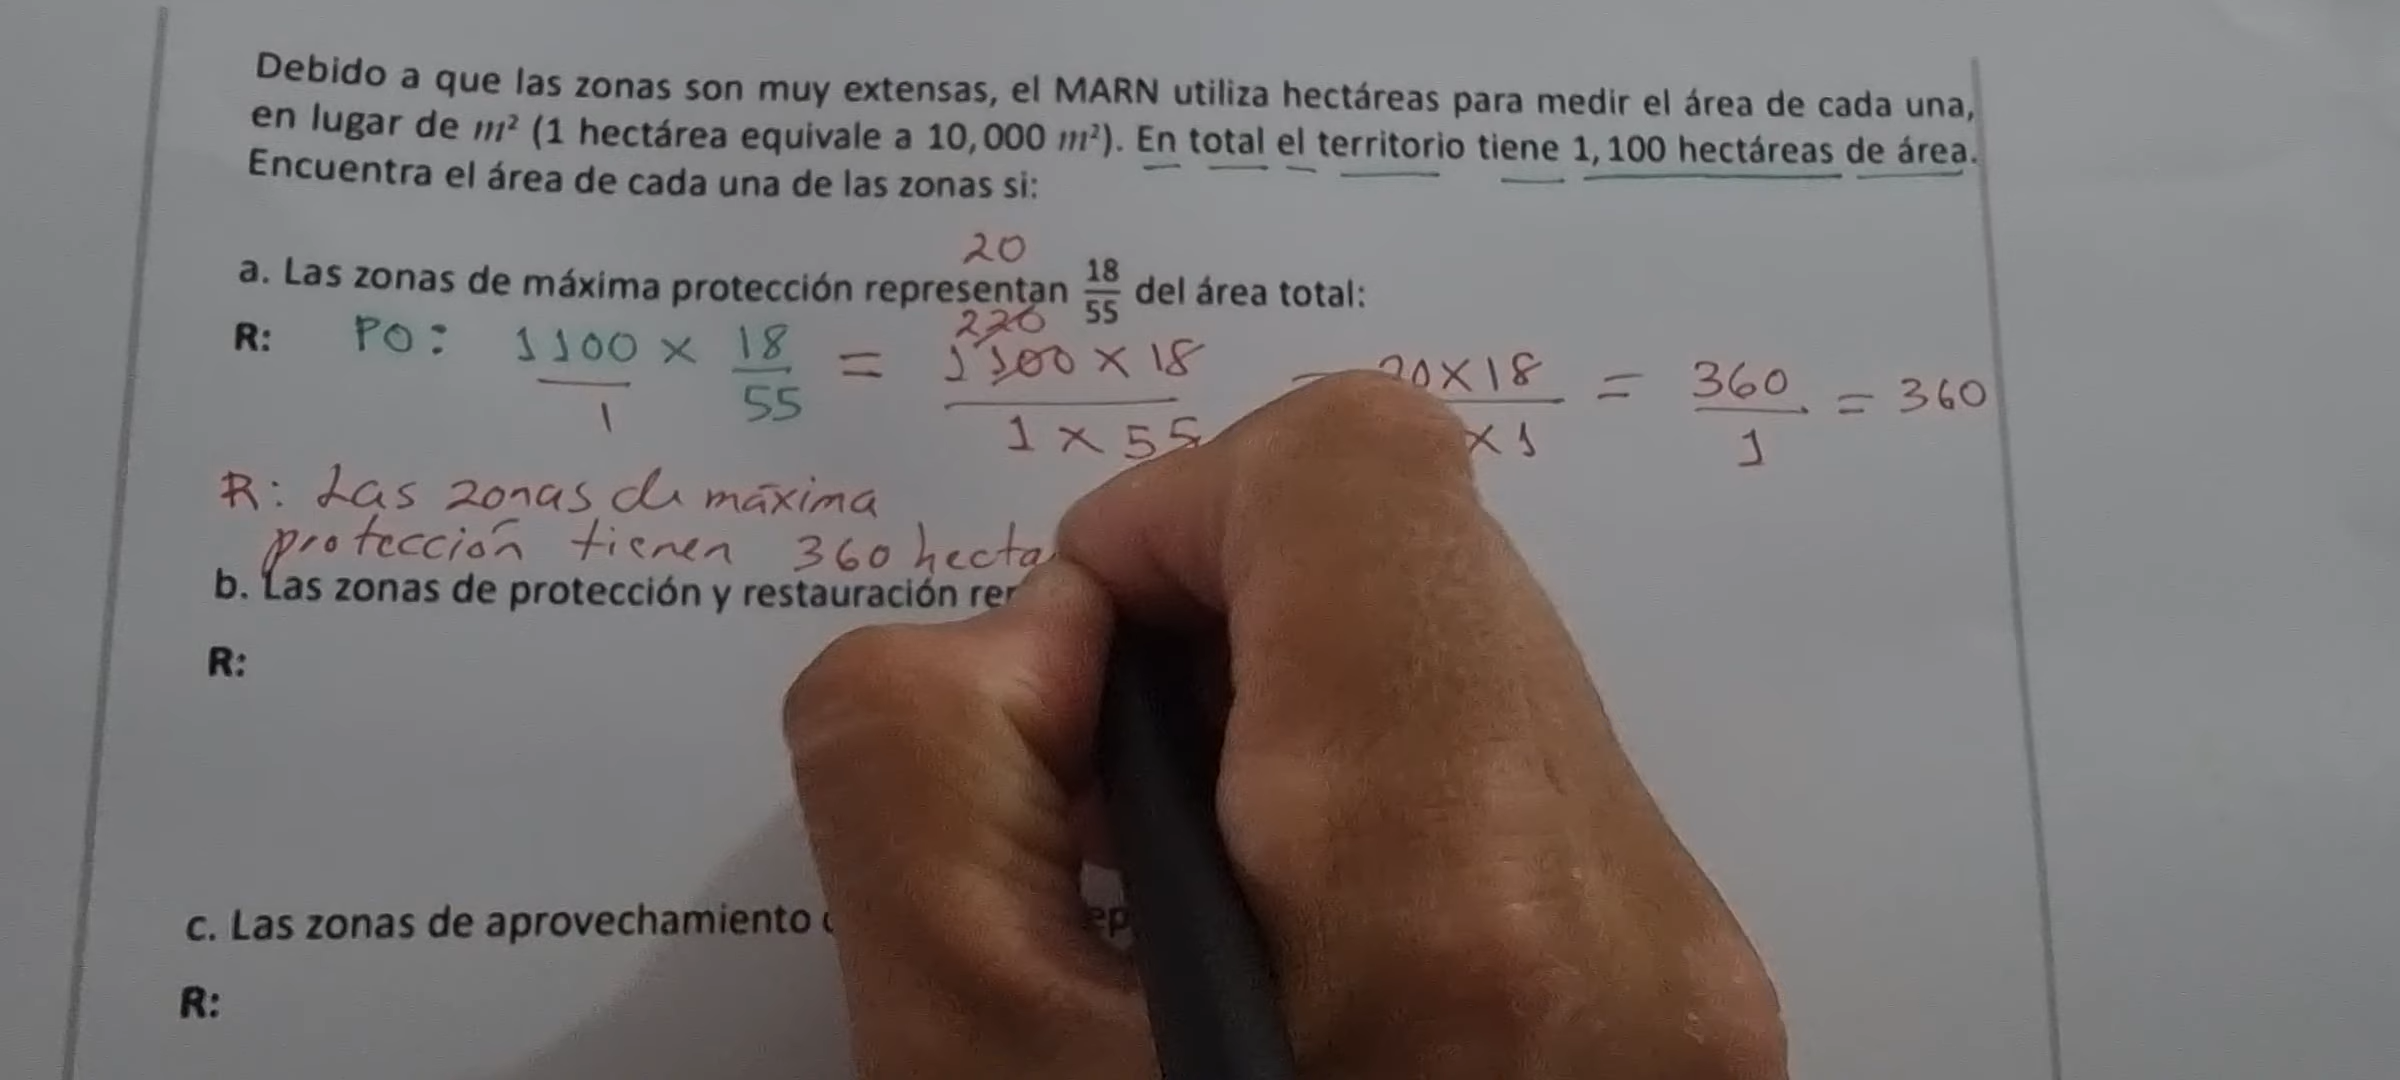 Debido a que las zonas son muy extensas, el MARN utiliza hectáreas para medir el área de cada una,
en lugar de m² (1 hectárea equivale a 10,000 m²). En total el territorio tiene 1,100 hectáreas de área.
Encuentra el área de cada una de las zonas si:
20
a. Las zonas de máxima protección representan 18/55 del área total:
220
R: PO: 1100/1 × 18/55 = 1100 × 18 / 1 × 55 = 20 × 18 / × 1 = 360/1 = 360
R: Las zonas de máxima
protección tienen 360
b. Las zonas de protección y restauración
R:
c. Las zonas de aprovechamiento
R: